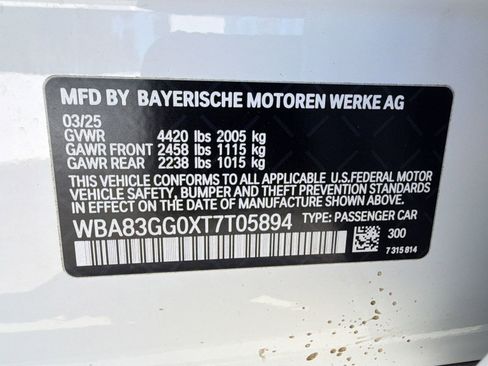 MFD BY BAYERISCHE MOTOREN WERKE AG
03/25
GVWR 4420 lbs 2005 kg
GAWR FRONT 2458 lbs 1115 kg
GAWR REAR 2238 lbs 1015 kg
THIS VEHICLE CONFORMS TO ALL APPLICABLE U.S.FEDERAL MOTOR
VEHICLE SAFETY, BUMPER AND THEFT PREVENTION STANDARDS
IN EFFECT ON THE DATE OF MANUFACTURE SHOWN ABOVE.
WBA83GG0XT7T05894 TYPE: PASSENGER CAR
300
7 315 814